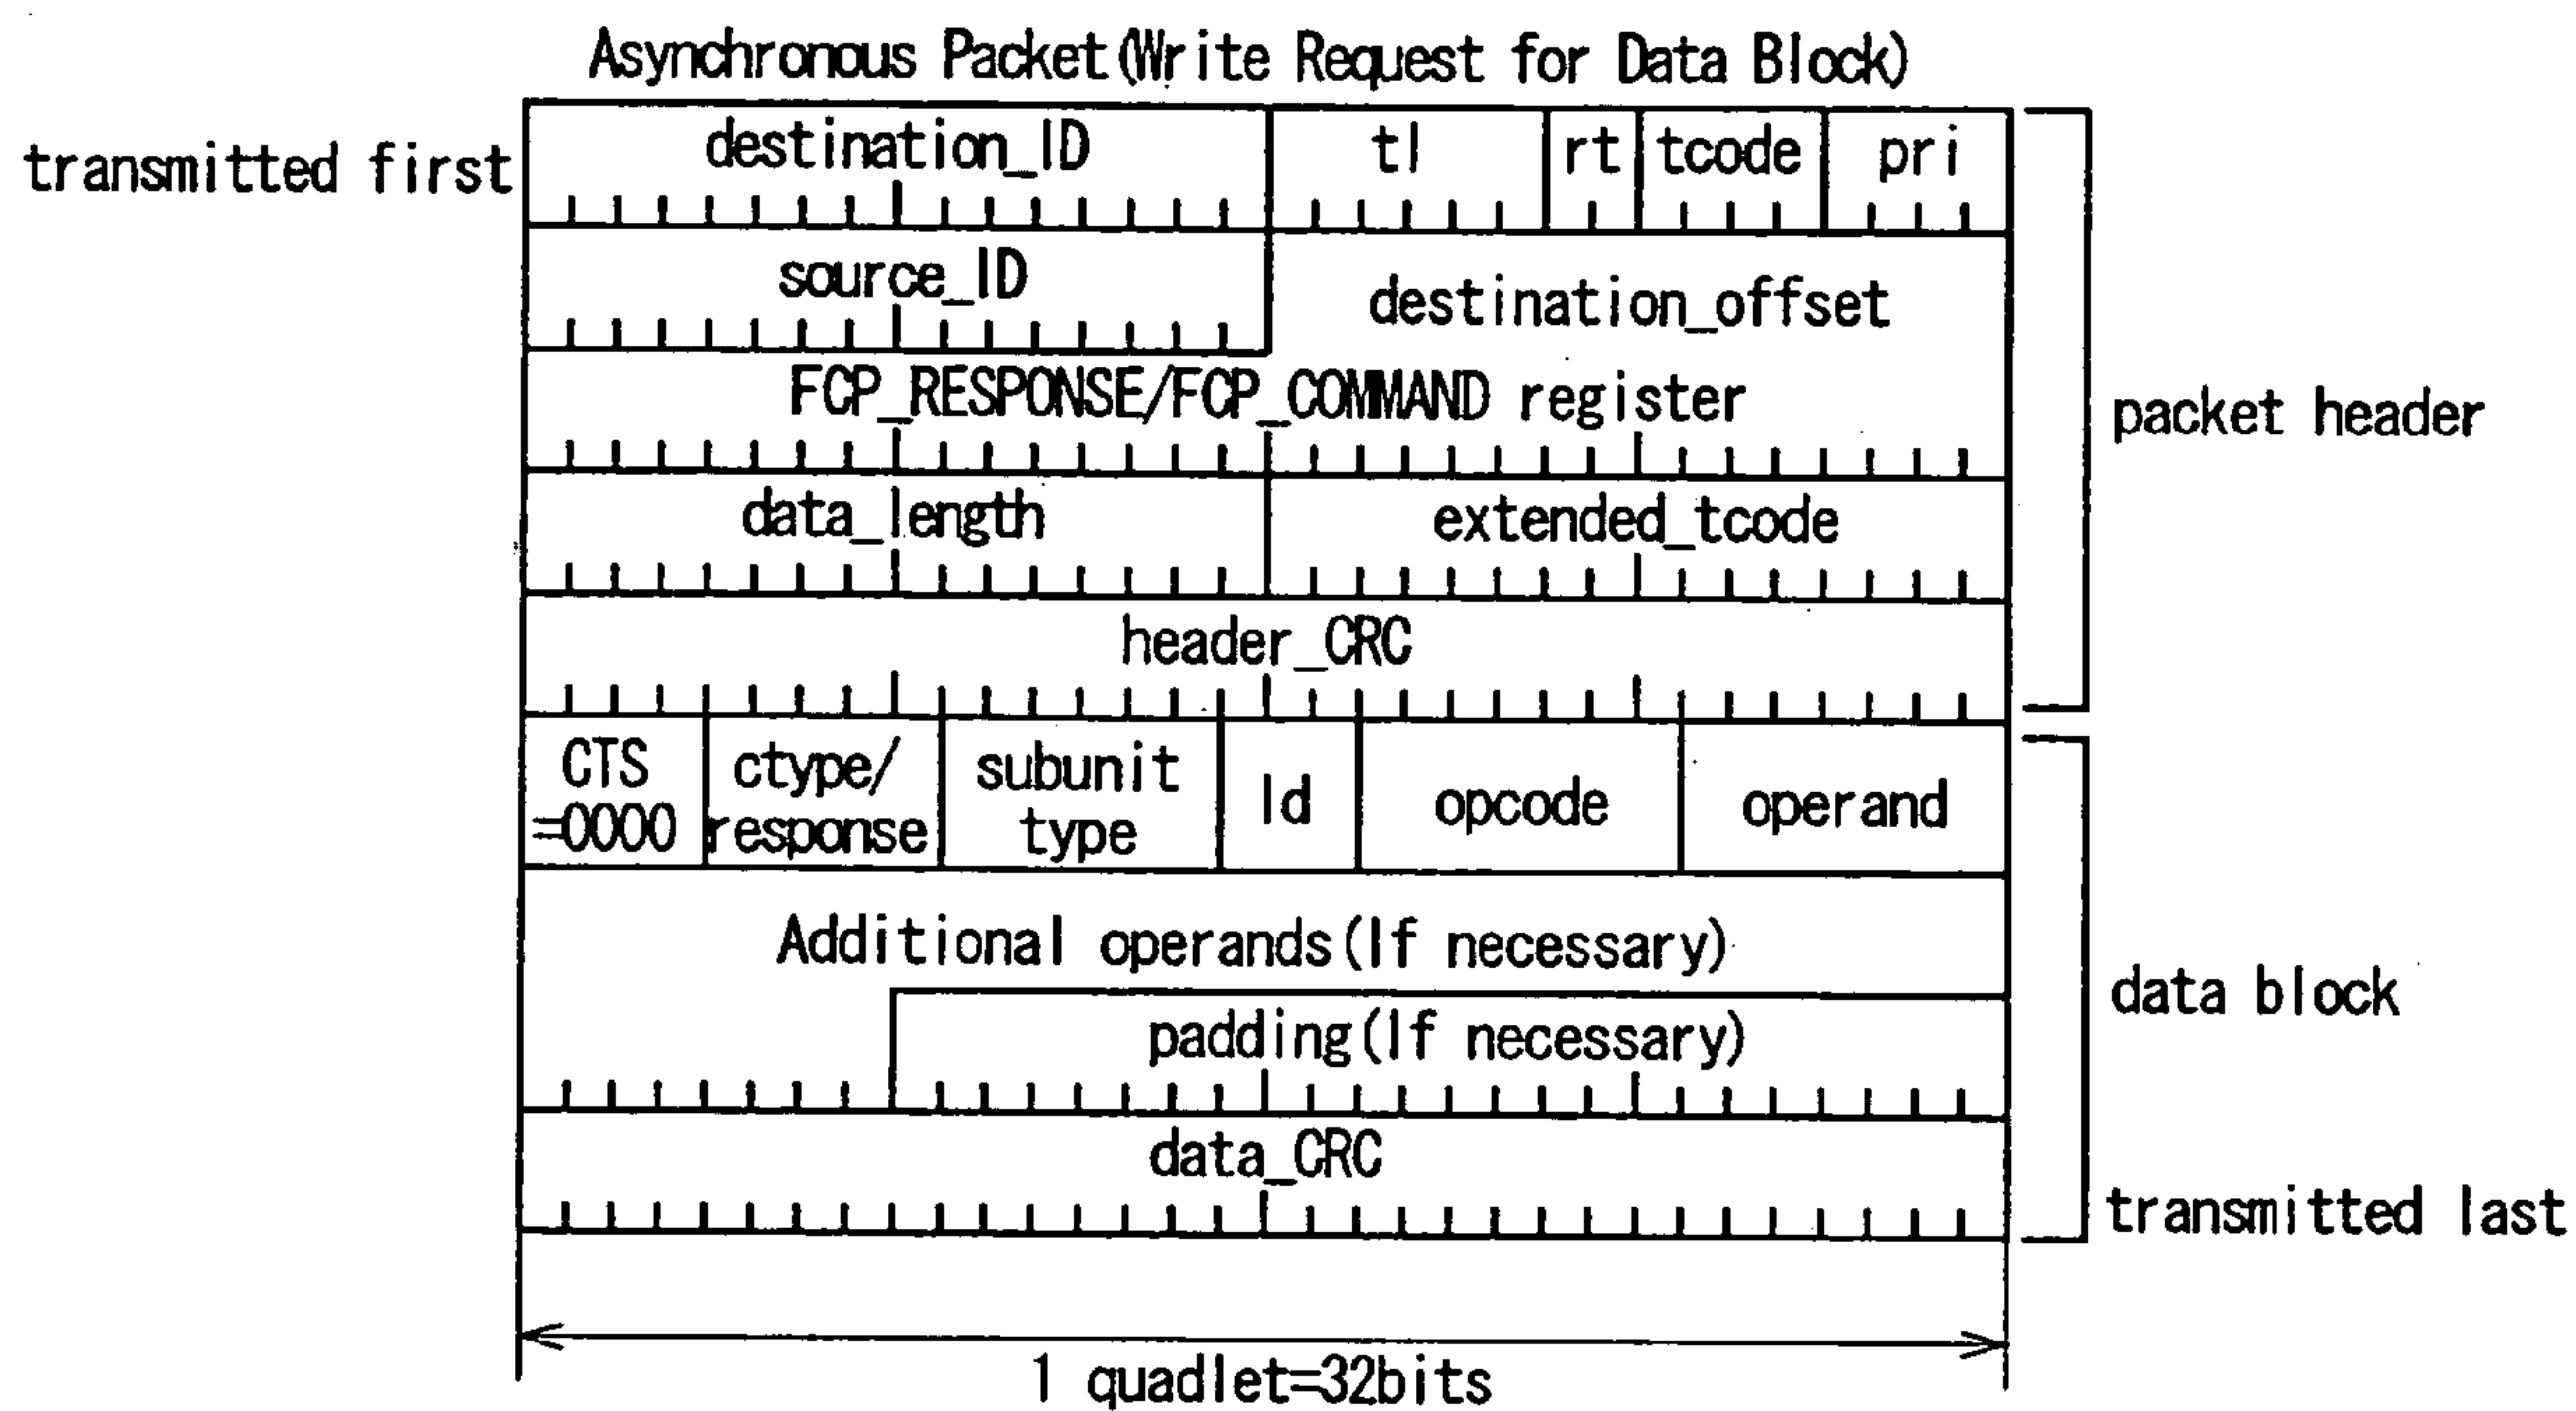 Asynchronous Packet(Write Request for Data Block)
transmitted first
destination_ID
tl
rt
tcode
pri
source_ID
destination_offset
FCP_RESPONSE/FCP_COMMAND register
packet header
data_length
extended_tcode
header_CRC
CTS
=0000
ctype/
response
subunit
type
Id
opcode
operand
Additional operands(If necessary)
padding(If necessary)
data block
data_CRC
transmitted last
1 quadlet=32bits